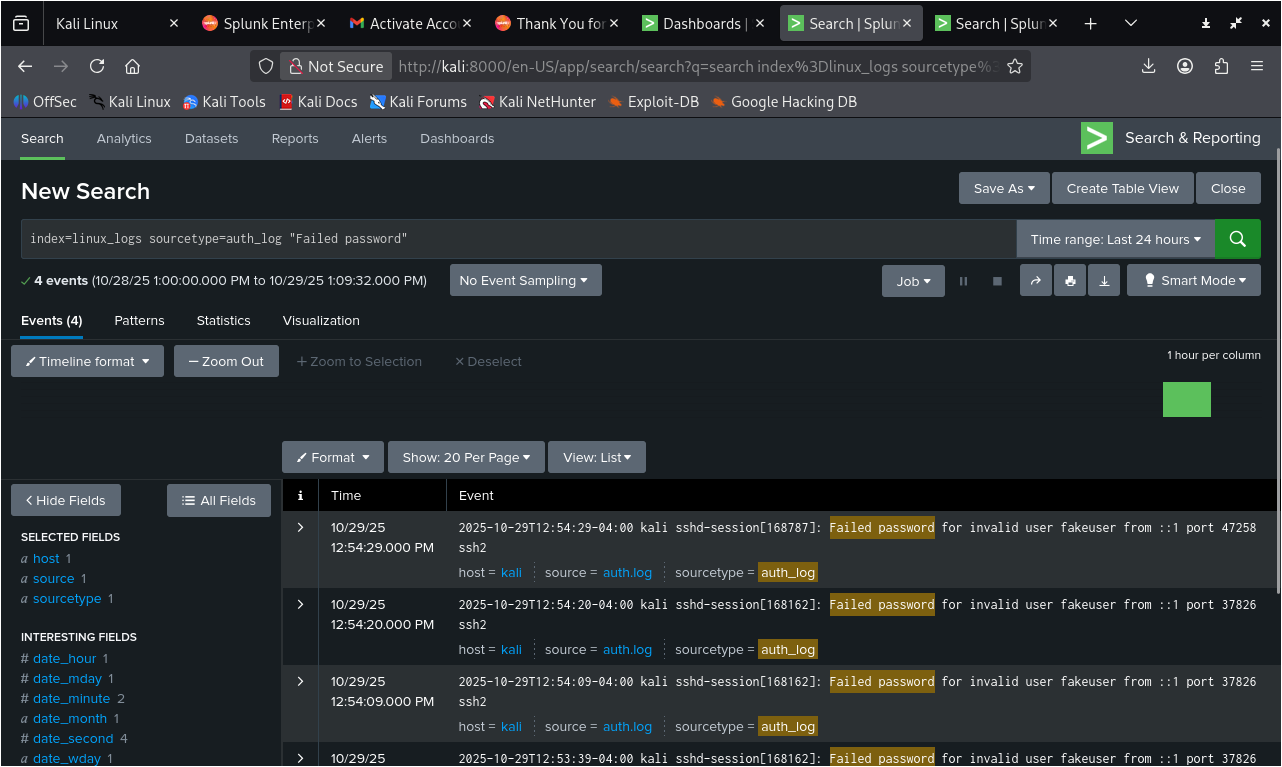 Kali Linux
Splunk Enterp
Activate Acco
Thank You for
Dashboards |
Search | Splun
Search | Splun
Not Secure
http://kali:8000/en-US/app/search/search?q=search index%3Dlinux_logs sourcetype%3
OffSec
Kali Linux
Kali Tools
Kali Docs
Kali Forums
Kali NetHunter
Exploit-DB
Google Hacking DB
Search
Analytics
Datasets
Reports
Alerts
Dashboards
Search & Reporting
New Search
Save As
Create Table View
Close
index=linux_logs sourcetype=auth_log "Failed password"
Time range: Last 24 hours
4 events (10/28/25 1:00:00.000 PM to 10/29/25 1:09:32.000 PM)
No Event Sampling
Job
Smart Mode
Events (4)
Patterns
Statistics
Visualization
Timeline format
— Zoom Out
+ Zoom to Selection
× Deselect
1 hour per column
Format
Show: 20 Per Page
View: List
< Hide Fields
All Fields
i
Time
Event
SELECTED FIELDS
a host 1
a source 1
a sourcetype 1
INTERESTING FIELDS
# date_hour 1
# date_mday 1
# date_minute 2
a date_month 1
# date_second 4
a date_wday 1
10/29/25
12:54:29.000 PM
2025-10-29T12:54:29-04:00 kali sshd-session[168787]: Failed password for invalid user fakeuser from ::1 port 47258
ssh2
host = kali
source = auth.log
sourcetype = auth_log
10/29/25
12:54:20.000 PM
2025-10-29T12:54:20-04:00 kali sshd-session[168162]: Failed password for invalid user fakeuser from ::1 port 37826
ssh2
host = kali
source = auth.log
sourcetype = auth_log
10/29/25
12:54:09.000 PM
2025-10-29T12:54:09-04:00 kali sshd-session[168162]: Failed password for invalid user fakeuser from ::1 port 37826
ssh2
host = kali
source = auth.log
sourcetype = auth_log
10/29/25
2025-10-29T12:53:39-04:00 kali sshd-session[168162]: Failed password for invalid user fakeuser from ::1 port 37826